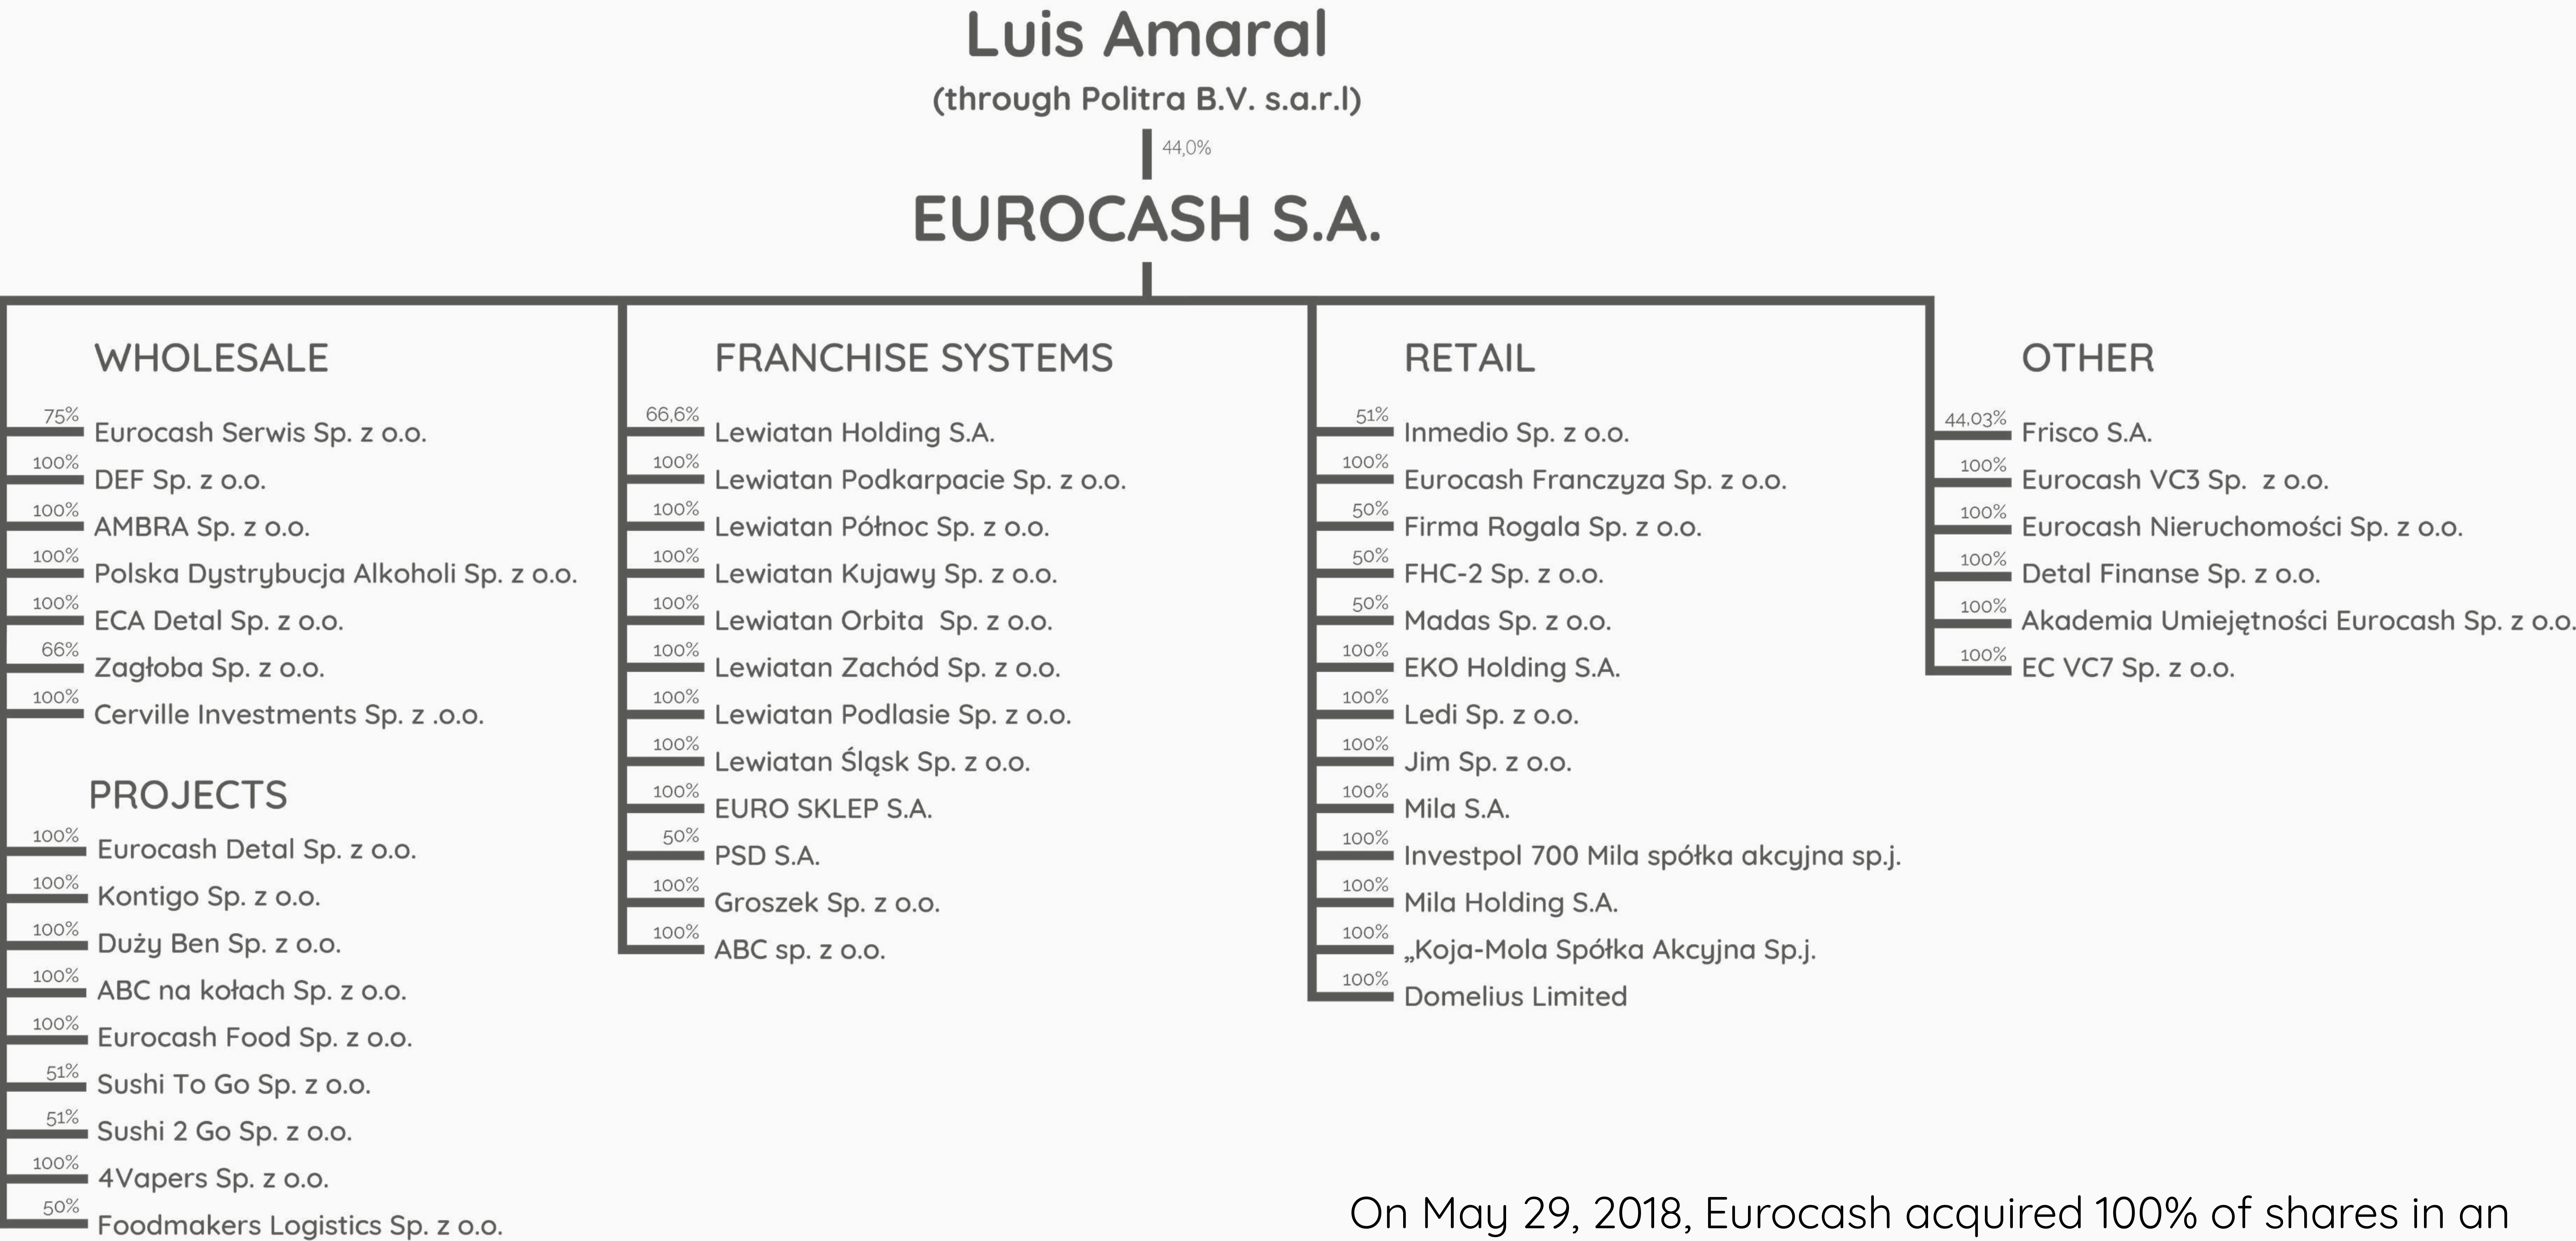 Luis Amaral
(through Politra B.V. s.a.r.l)
44,0%
EUROCASH S.A.
WHOLESALE
75%
Eurocash Serwis Sp. z o.o.
100%
DEF Sp. z o.o.
100%
AMBRA Sp. z o.o.
100%
Polska Dystrybucja Alkoholi Sp. z o.o.
100%
ECA Detal Sp. z o.o.
66%
Zagłoba Sp. z o.o.
100%
Cerville Investments Sp. z .o.o.
PROJECTS
100%
Eurocash Detal Sp. z o.o.
100%
Kontigo Sp. z o.o.
100%
Duży Ben Sp. z o.o.
100%
ABC na kołach Sp. z o.o.
100%
Eurocash Food Sp. z o.o.
51%
Sushi To Go Sp. z o.o.
51%
Sushi 2 Go Sp. z o.o.
100%
4Vapers Sp. z o.o.
50%
Foodmakers Logistics Sp. z o.o.
FRANCHISE SYSTEMS
66,6%
Lewiatan Holding S.A.
100%
Lewiatan Podkarpacie Sp. z o.o.
100%
Lewiatan Północ Sp. z o.o.
100%
Lewiatan Kujawy Sp. z o.o.
100%
Lewiatan Orbita  Sp. z o.o.
100%
Lewiatan Zachód Sp. z o.o.
100%
Lewiatan Podlasie Sp. z o.o.
100%
Lewiatan Śląsk Sp. z o.o.
100%
EURO SKLEP S.A.
50%
PSD S.A.
100%
Groszek Sp. z o.o.
100%
ABC sp. z o.o.
RETAIL
51%
Inmedio Sp. z o.o.
100%
Eurocash Franczyza Sp. z o.o.
50%
Firma Rogala Sp. z o.o.
50%
FHC-2 Sp. z o.o.
50%
Madas Sp. z o.o.
100%
EKO Holding S.A.
100%
Ledi Sp. z o.o.
100%
Jim Sp. z o.o.
100%
Mila S.A.
100%
Investpol 700 Mila spółka akcyjna sp.j.
100%
Mila Holding S.A.
100%
„Koja-Mola Spółka Akcyjna Sp.j.
100%
Domelius Limited
OTHER
44.03%
Frisco S.A.
100%
Eurocash VC3 Sp.  z o.o.
100%
Eurocash Nieruchomości Sp. z o.o.
100%
Detal Finanse Sp. z o.o.
100%
Akademia Umiejętności Eurocash Sp. z o.o.
100%
EC VC7 Sp. z o.o.
On May 29, 2018, Eurocash acquired 100% of shares in an